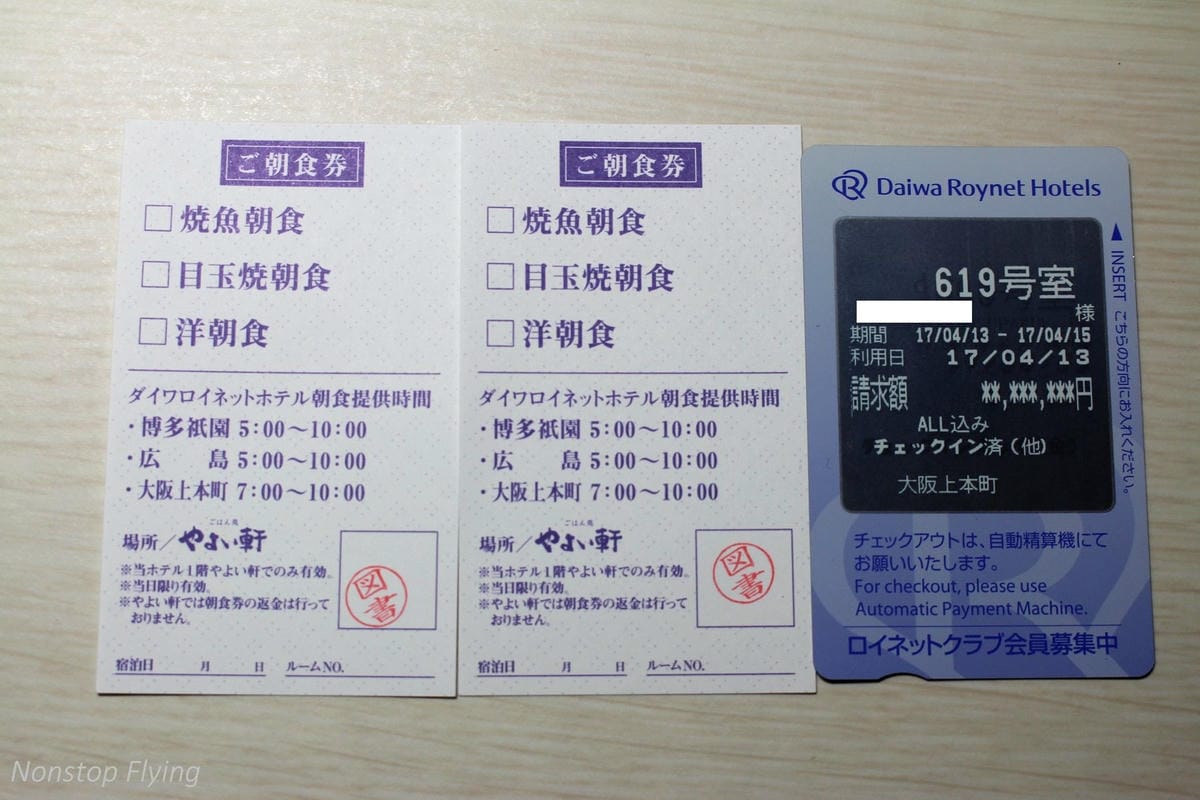 ご朝食券
□焼魚朝食
□目玉焼朝食
□洋朝食
ダイワロイネットホテル朝食提供時間
・博多祇園 5:00〜10:00
・広　島 5:00〜10:00
・大阪上本町 7:00〜10:00
場所／ごはん処 やよい軒
※当ホテル1階やよい軒でのみ有効。
※当日限り有効。
※やよい軒では朝食券の返金は行って
おりません。
図書
宿泊日　月　日　ルームNO.
ご朝食券
□焼魚朝食
□目玉焼朝食
□洋朝食
ダイワロイネットホテル朝食提供時間
・博多祇園 5:00〜10:00
・広　島 5:00〜10:00
・大阪上本町 7:00〜10:00
場所／ごはん処 やよい軒
※当ホテル1階やよい軒でのみ有効。
※当日限り有効。
※やよい軒では朝食券の返金は行って
おりません。
図書
宿泊日　月　日　ルームNO.
Daiwa Roynet Hotels
619号室
様
期間 17/04/13 - 17/04/15
利用日 17/04/13
請求額 **,***,***円
ALL込み
チェックイン済(他)
大阪上本町
◀ INSERT こちらの方向にお入れください。
チェックアウトは、自動精算機にて
お願いいたします。
For checkout, please use
Automatic Payment Machine.
ロイネットクラブ会員募集中
Nonstop Flying